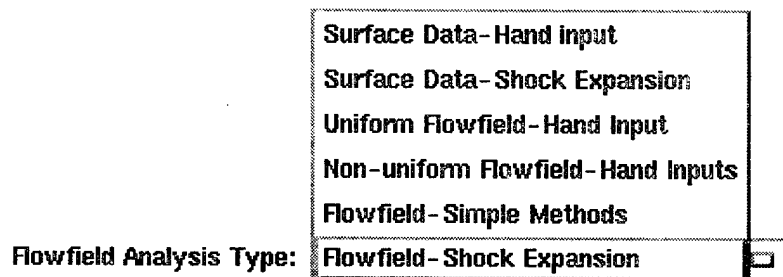 Surface Data-Hand input
Surface Data-Shock Expansion
Uniform Flowfield-Hand Input
Non-uniform Flowfield-Hand Inputs
Flowfield-Simple Methods
Flowfield Analysis Type: Flowfield-Shock Expansion